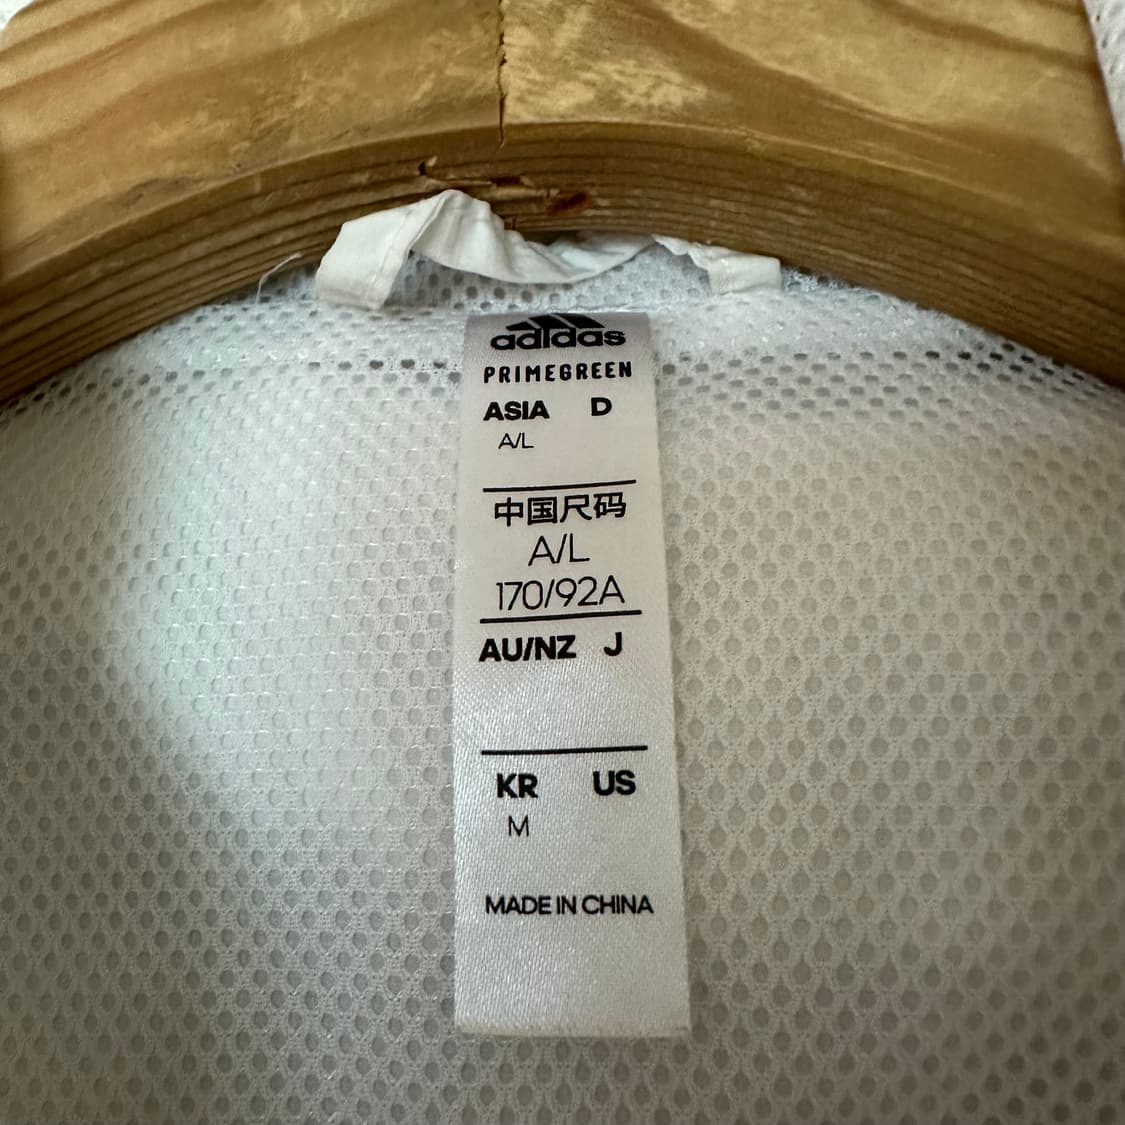 adidas
PRIMEGREEN
ASIA D
A/L
中国尺码
A/L
170/92A
AU/NZ J
KR US
M
MADE IN CHINA